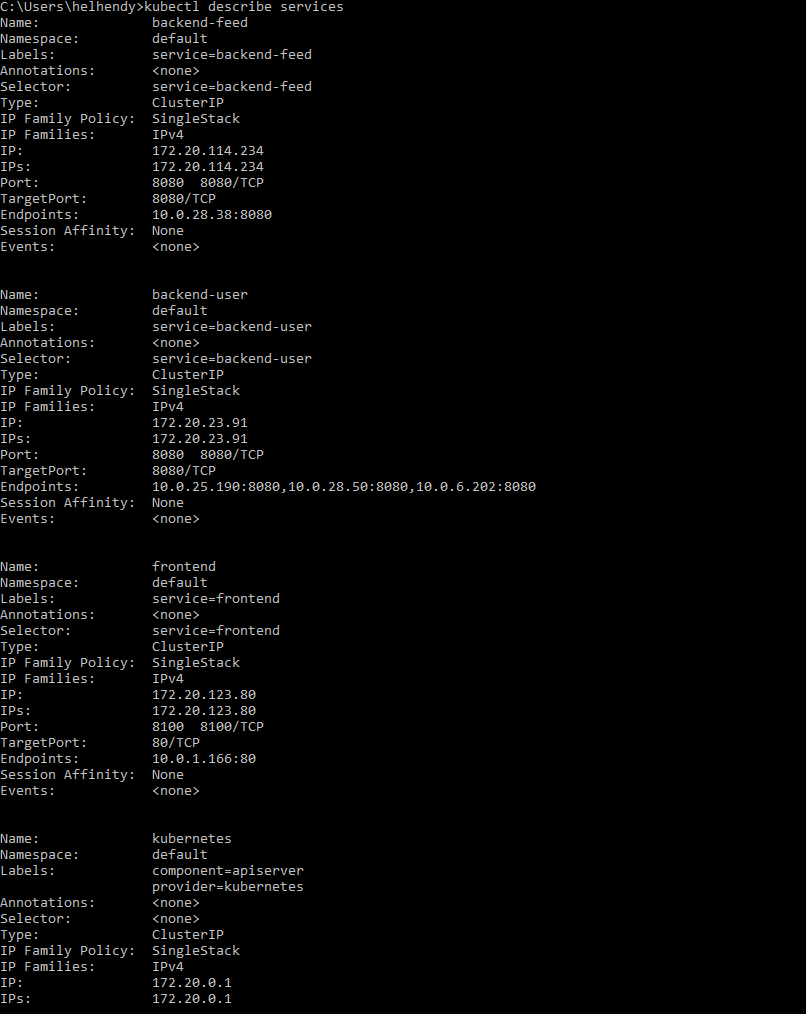 C:\Users\helhendy>kubectl describe services
Name:              backend-feed
Namespace:         default
Labels:            service=backend-feed
Annotations:       <none>
Selector:          service=backend-feed
Type:              ClusterIP
IP Family Policy:  SingleStack
IP Families:       IPv4
IP:                172.20.114.234
IPs:               172.20.114.234
Port:              8080  8080/TCP
TargetPort:        8080/TCP
Endpoints:         10.0.28.38:8080
Session Affinity:  None
Events:            <none>
Name:              backend-user
Namespace:         default
Labels:            service=backend-user
Annotations:       <none>
Selector:          service=backend-user
Type:              ClusterIP
IP Family Policy:  SingleStack
IP Families:       IPv4
IP:                172.20.23.91
IPs:               172.20.23.91
Port:              8080  8080/TCP
TargetPort:        8080/TCP
Endpoints:         10.0.25.190:8080,10.0.28.50:8080,10.0.6.202:8080
Session Affinity:  None
Events:            <none>
Name:              frontend
Namespace:         default
Labels:            service=frontend
Annotations:       <none>
Selector:          service=frontend
Type:              ClusterIP
IP Family Policy:  SingleStack
IP Families:       IPv4
IP:                172.20.123.80
IPs:               172.20.123.80
Port:              8100  8100/TCP
TargetPort:        80/TCP
Endpoints:         10.0.1.166:80
Session Affinity:  None
Events:            <none>
Name:              kubernetes
Namespace:         default
Labels:            component=apiserver
                   provider=kubernetes
Annotations:       <none>
Selector:          <none>
Type:              ClusterIP
IP Family Policy:  SingleStack
IP Families:       IPv4
IP:                172.20.0.1
IPs:               172.20.0.1